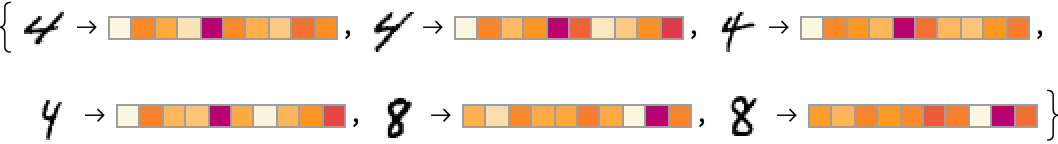 { 4 → , 4 → , 4 → ,
4 → , 8 → , 8 → }